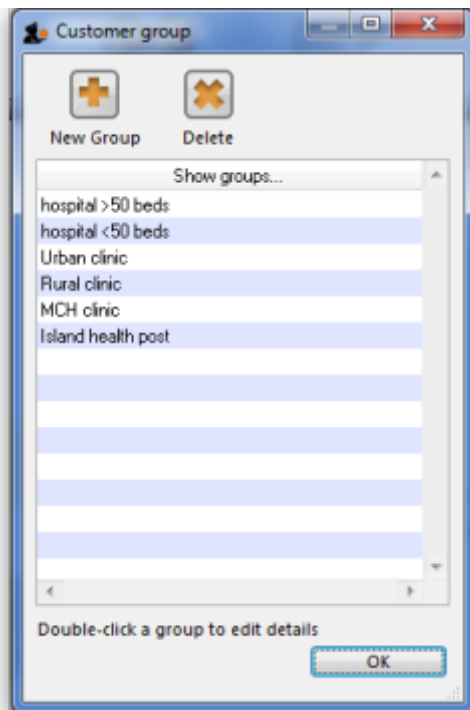 Customer group
New Group Delete
Show groups...
hospital >50 beds
hospital <50 beds
Urban clinic
Rural clinic
MCH clinic
Island health post
Double-click a group to edit details
OK